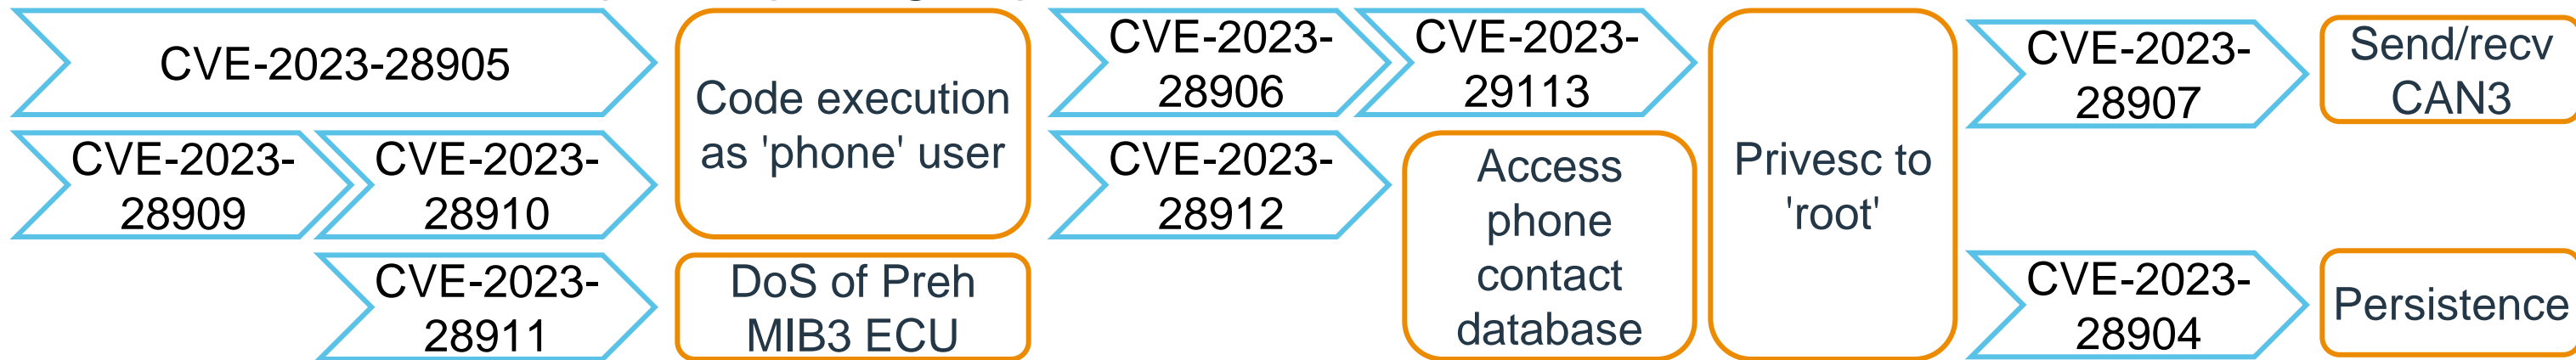 CVE-2023-28905
CVE-2023-
28909
CVE-2023-
28910
CVE-2023-
28911
Code execution
as 'phone' user
DoS of Preh
MIB3 ECU
CVE-2023-
28906
CVE-2023-
29113
CVE-2023-
28912
Access
phone
contact
database
Privesc to
'root'
CVE-2023-
28907
Send/recv
CAN3
CVE-2023-
28904
Persistence